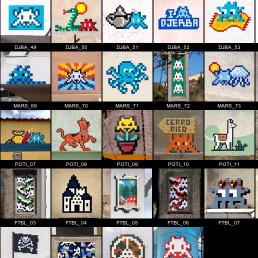 DJERBA
DJBA_49 DJBA_50 DJBA_51 DJBA_52 DJBA_53
MARS_69 MARS_70 MARS_71 MARS_72 MARS_73
CERRO
RICO
POTI_07 POTI_08 POTI_09 POTI_10 POTI_11
FTBL_03 FTBL_04 FTBL_05 FTBL_06 FTBL_07